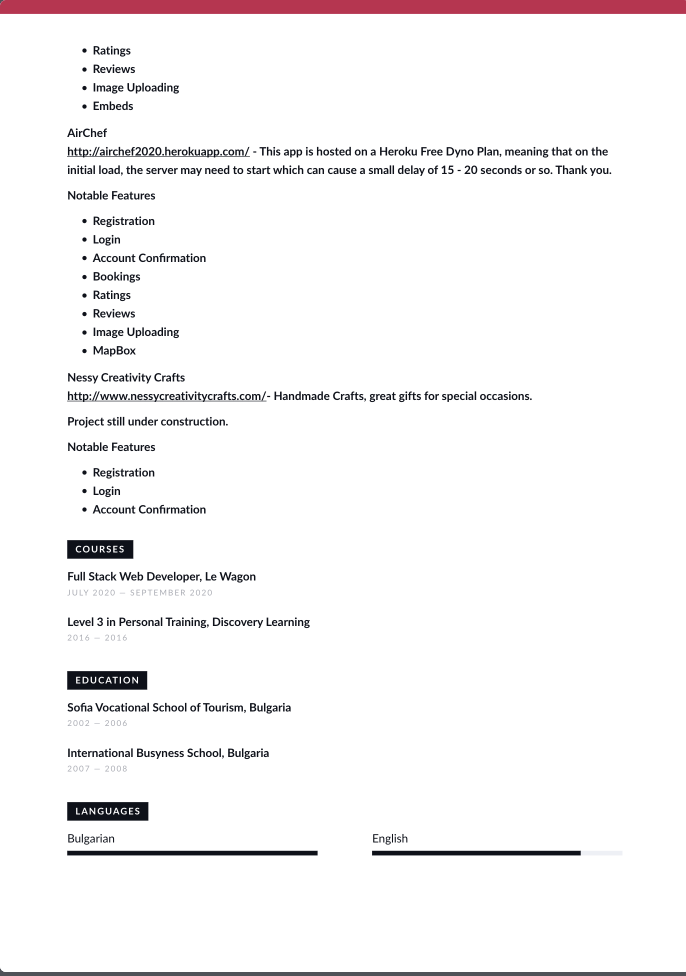 • Ratings
• Reviews
• Image Uploading
• Embeds
AirChef
http://airchef2020.herokuapp.com/ - This app is hosted on a Heroku Free Dyno Plan, meaning that on the
initial load, the server may need to start which can cause a small delay of 15 - 20 seconds or so. Thank you.
Notable Features
• Registration
• Login
• Account Confirmation
• Bookings
• Ratings
• Reviews
• Image Uploading
• MapBox
Nessy Creativity Crafts
http://www.nessycreativitycrafts.com/- Handmade Crafts, great gifts for special occasions.
Project still under construction.
Notable Features
• Registration
• Login
• Account Confirmation
COURSES
Full Stack Web Developer, Le Wagon
JULY 2020 — SEPTEMBER 2020
Level 3 in Personal Training, Discovery Learning
2016 — 2016
EDUCATION
Sofia Vocational School of Tourism, Bulgaria
2002 — 2006
International Busyness School, Bulgaria
2007 — 2008
LANGUAGES
Bulgarian English